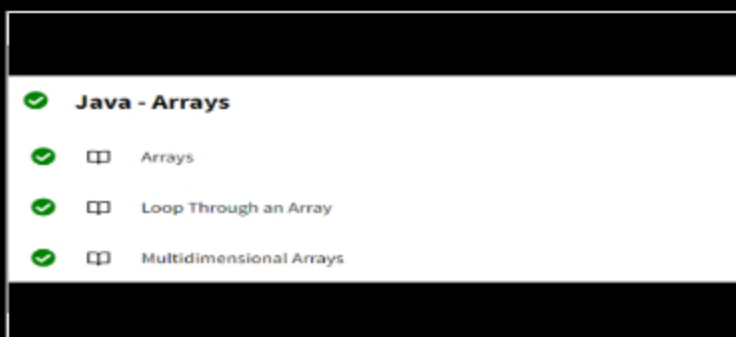 Java - Arrays
Arrays
Loop Through an Array
Multidimensional Arrays